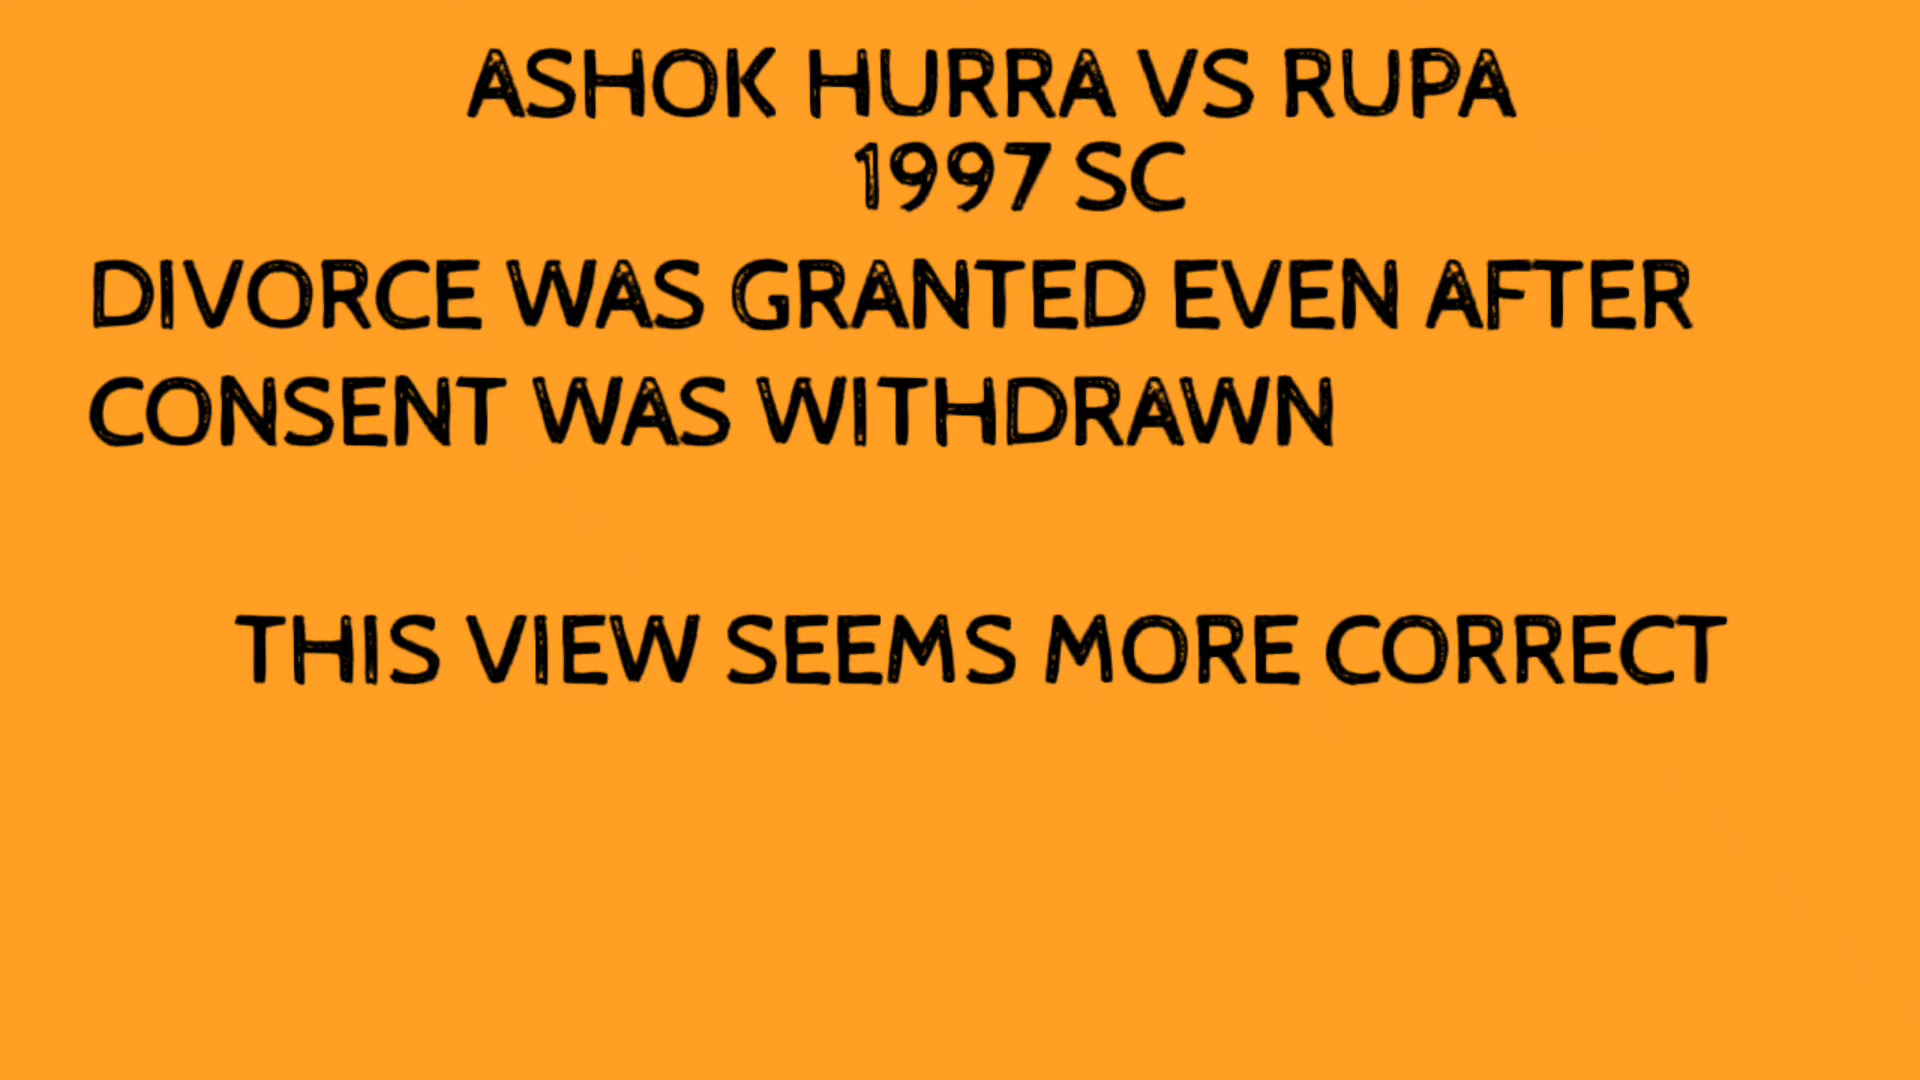 ASHOK HURRA VS RUPA
1997 SC
DIVORCE WAS GRANTED EVEN AFTER
CONSENT WAS WITHDRAWN
THIS VIEW SEEMS MORE CORRECT